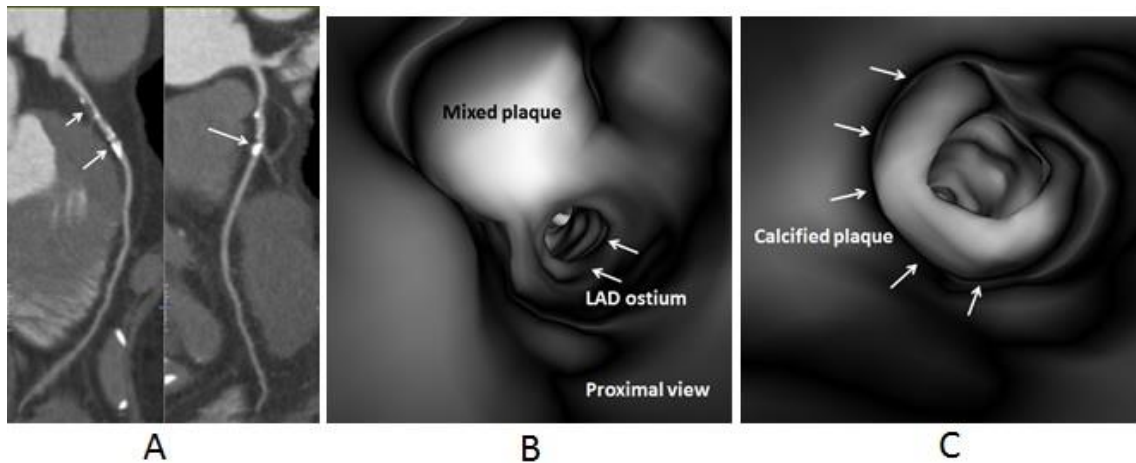 Mixed plaque
LAD ostium
Proximal view
Calcified plaque
A
B
C